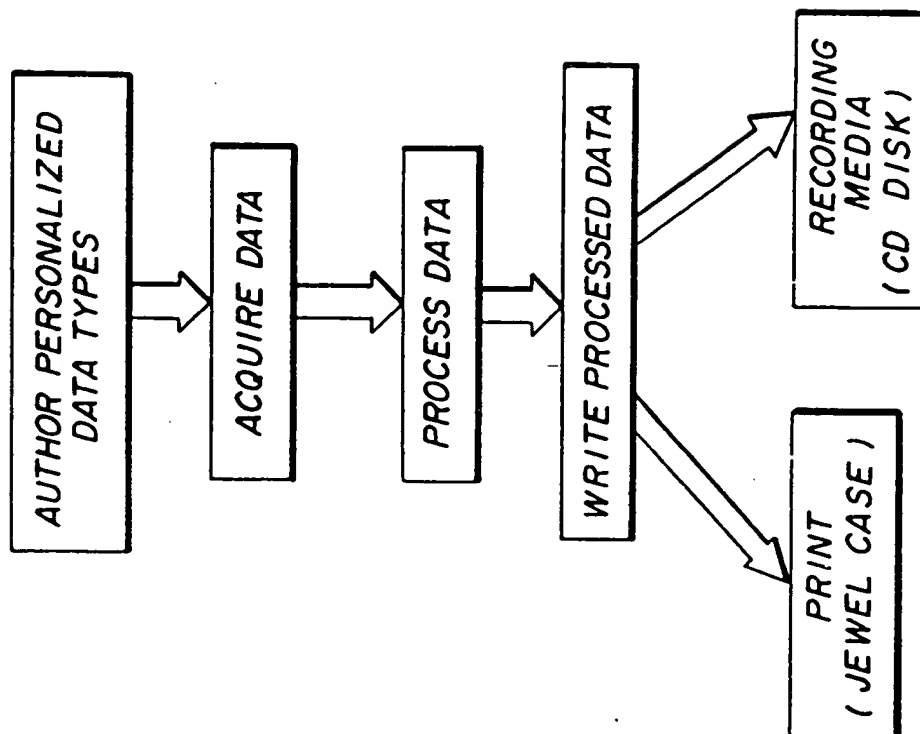 AUTHOR PERSONALIZED
DATA TYPES
ACQUIRE DATA
PROCESS DATA
WRITE PROCESSED DATA
PRINT
(JEWEL CASE)
RECORDING
MEDIA
(CD DISK)